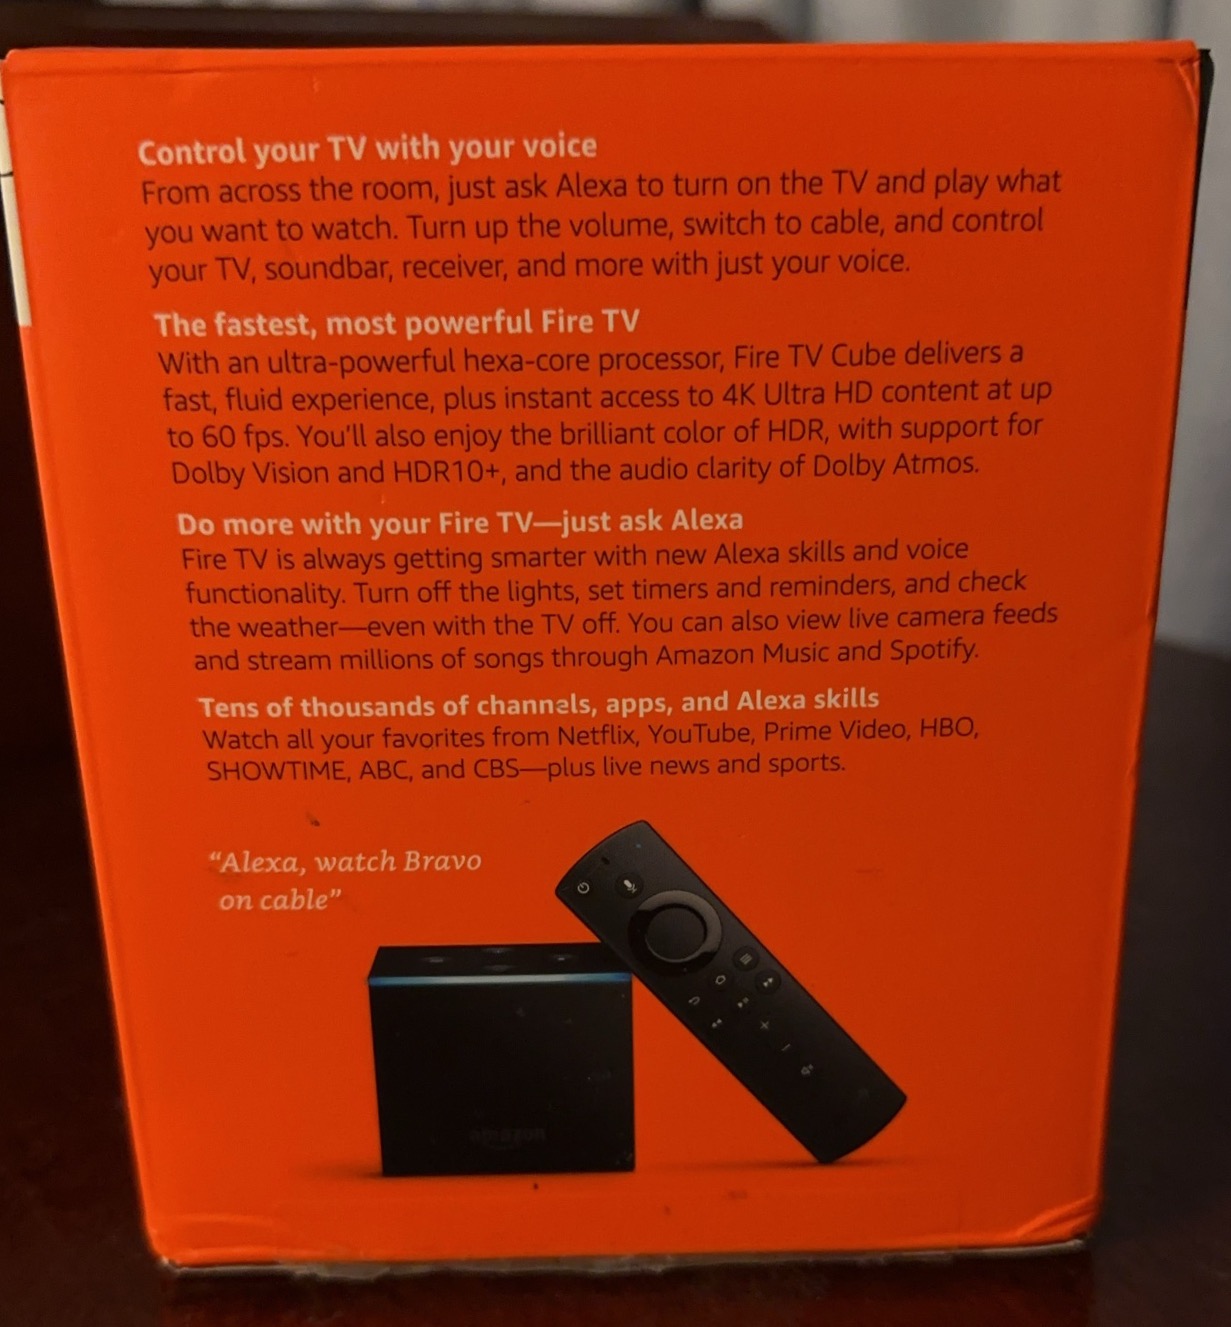 Control your TV with your voice
From across the room, just ask Alexa to turn on the TV and play what
you want to watch. Turn up the volume, switch to cable, and control
your TV, soundbar, receiver, and more with just your voice.
The fastest, most powerful Fire TV
With an ultra-powerful hexa-core processor, Fire TV Cube delivers a
fast, fluid experience, plus instant access to 4K Ultra HD content at up
to 60 fps. You'll also enjoy the brilliant color of HDR, with support for
Dolby Vision and HDR10+, and the audio clarity of Dolby Atmos.
Do more with your Fire TV—just ask Alexa
Fire TV is always getting smarter with new Alexa skills and voice
functionality. Turn off the lights, set timers and reminders, and check
the weather—even with the TV off. You can also view live camera feeds
and stream millions of songs through Amazon Music and Spotify.
Tens of thousands of channels, apps, and Alexa skills
Watch all your favorites from Netflix, YouTube, Prime Video, HBO,
SHOWTIME, ABC, and CBS—plus live news and sports.
“Alexa, watch Bravo
on cable”
amazon